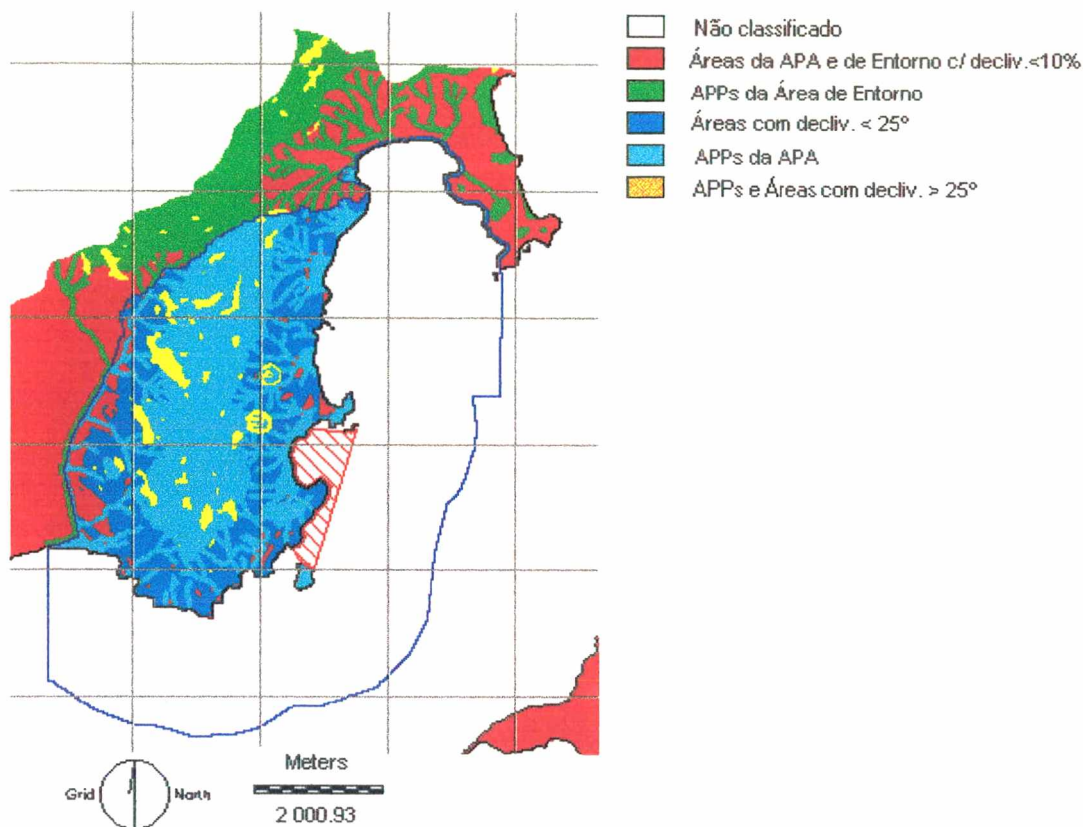 Não classificado
Áreas da APA e de Entorno c/ decliv.<10%
APPs da Área de Entorno
Áreas com decliv. < 25°
APPs da APA
APPs e Áreas com decliv. > 25°
Meters
Grid North
2 000.93